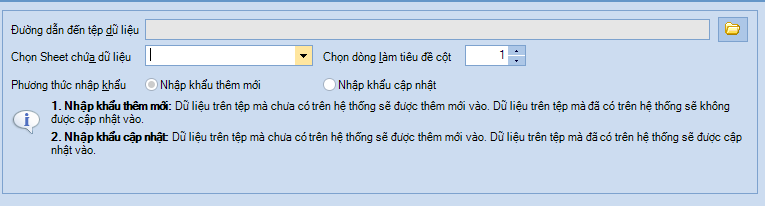 Đường dẫn đến tệp dữ liệu
Chọn Sheet chứa dữ liệu Chọn dòng làm tiêu đề cột 1
Phương thức nhập khẩu Nhập khẩu thêm mới Nhập khẩu cập nhật
1. Nhập khẩu thêm mới: Dữ liệu trên tệp mà chưa có trên hệ thống sẽ được thêm mới vào. Dữ liệu trên tệp mà đã có trên hệ thống sẽ không
được cập nhật vào.
2. Nhập khẩu cập nhật: Dữ liệu trên tệp mà chưa có trên hệ thống sẽ được thêm mới vào. Dữ liệu trên tệp mà đã có trên hệ thống sẽ được cập
nhật vào.